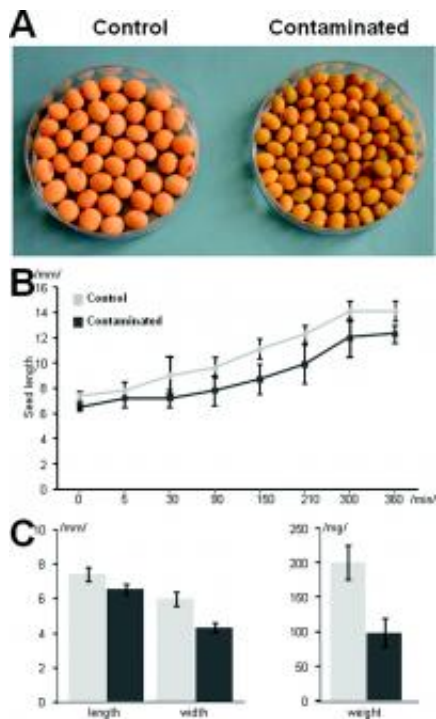 A
Control Contaminated
B
/mm/
16
14
12
10
8
6
4
2
0
Seed length
Control
Contaminated
0 5 30 90 150 210 300 360 /min/
C
/mm/
10
8
6
4
2
0
length width
/mg/
250
200
150
100
50
0
weight